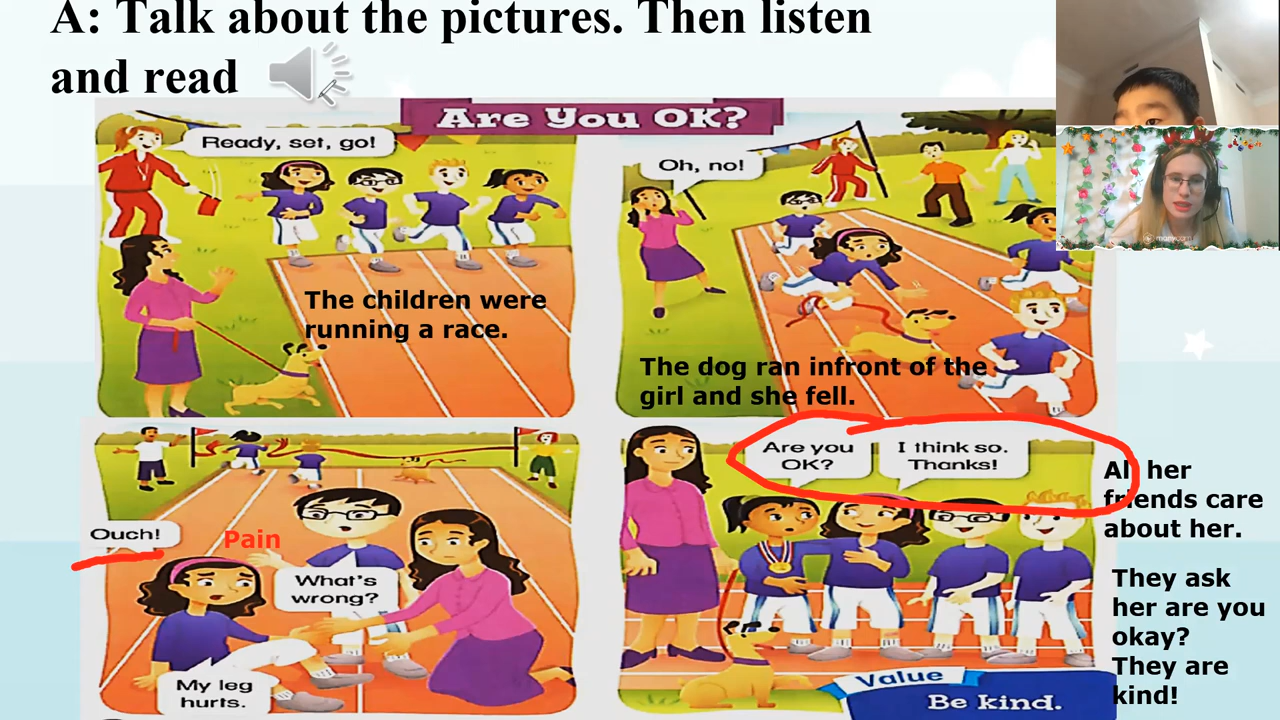 A: Talk about the pictures. Then listen
and read
Are You OK?
Ready, set, go!
The children were
running a race.
Oh, no!
The dog ran infront of the
girl and she fell.
Ouch!
Pain
What's
wrong?
My leg
hurts.
Are you
OK?
I think so.
Thanks!
All her
friends care
about her.
They ask
her are you
okay?
They are
kind!
Value
Be kind.
manycam